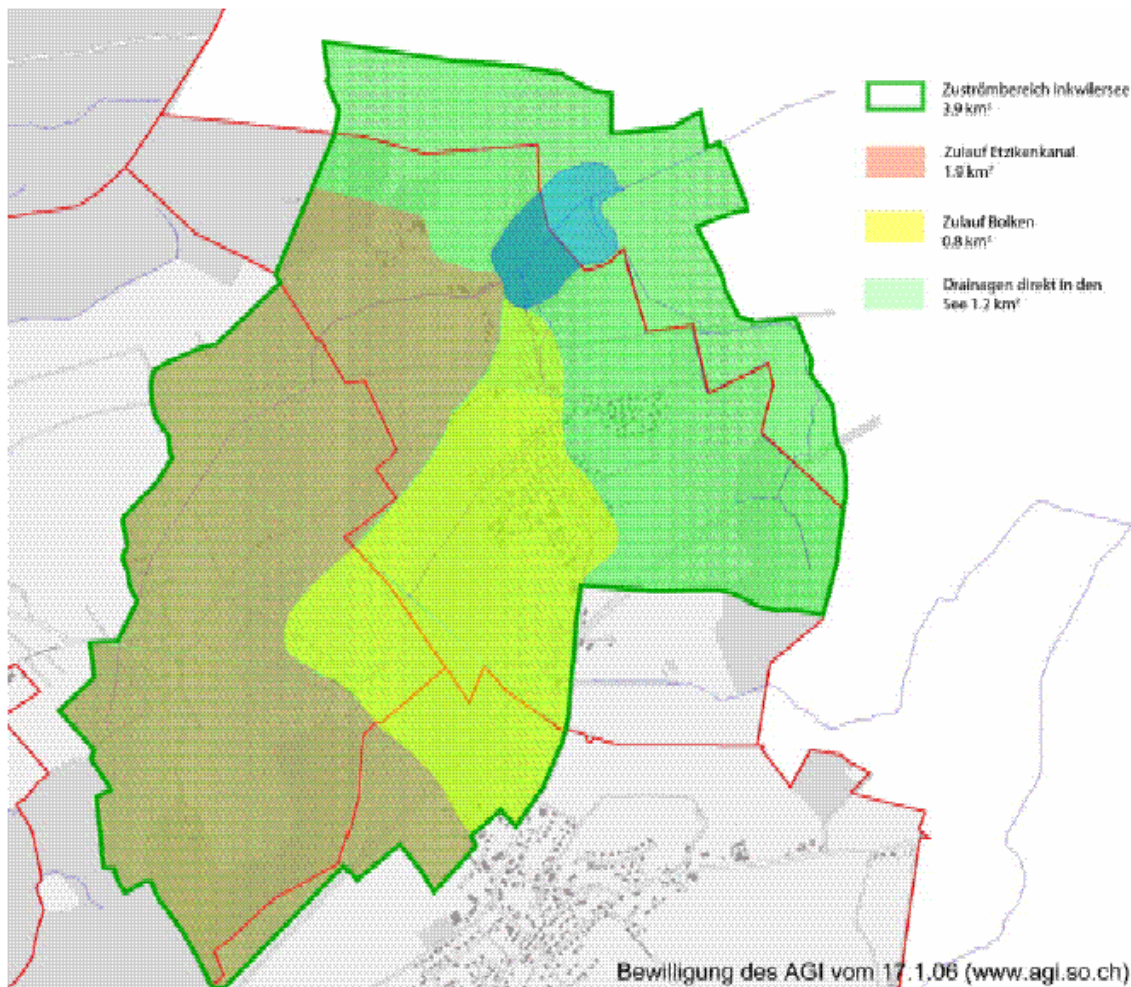 Zuströmbereich Inkwilersee
3.9 km²
Zulauf Etzikenkanal
1.9 km²
Zulauf Bolken
0.8 km²
Drainagen direkt in den
See 1.2 km²
Bewilligung des AGI vom 17.1.06 (www.agi.so.ch)